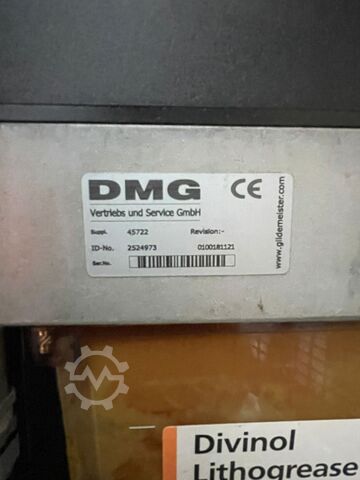 DMG CE
Vertriebs und Service GmbH
Suppl. 45722 Revision:-
ID-No. 2524973 0100181121
Ser.No.
www.gildemeister.com
Divinol
Lithogrease